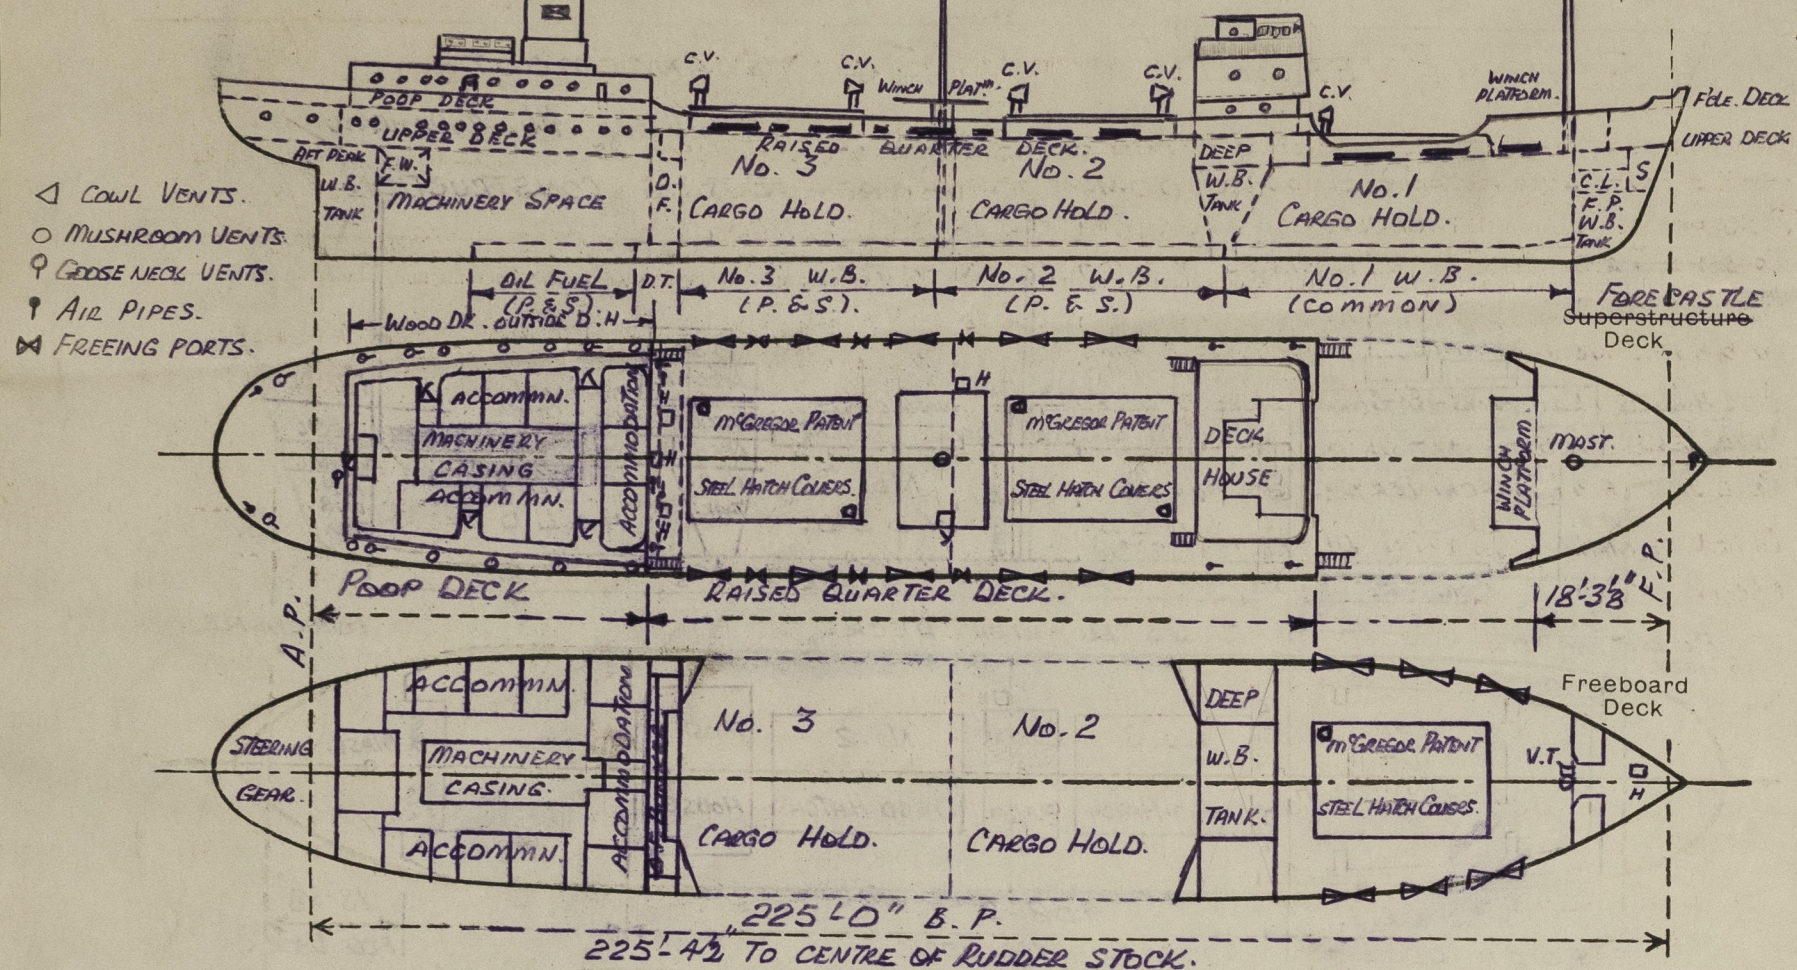 C.V.
C.V.
WINCH PLATM.
C.V.
C.V.
C.V.
WINCH
PLATFORM.
F'CLE. DECK
UPPER DECK
POOP DECK
UPPER DECK
AFT PEAK
W.B.
TANK
F.W.
MACHINERY SPACE
O.
F.
RAISED QUARTER DECK.
No. 3
CARGO HOLD.
No. 2
CARGO HOLD.
DEEP
W.B.
TANK
No.1
CARGO HOLD.
C.L.
S
F.P.
W.B.
TANK
COWL VENTS.
MUSHROOM VENTS.
GOOSE NECK VENTS.
AIR PIPES.
FREEING PORTS.
OIL FUEL
(P.&S).
D.T.
No.3 W.B.
(P.&S).
No.2 W.B.
(P. & S.)
No.1 W.B.
(COMMON)
WOOD DK. OUTSIDE D.H
FORECASTLE
Superstructure
Deck
ACCOMMN.
MACHINERY
CASING
ACCOMMN.
ACCOMMODATION
H
H
McGREGOR PATENT
STEEL HATCH COVERS.
H
McGREGOR PATENT
STEEL HATCH COVERS
DECK
HOUSE
WINCH
PLATFORM.
MAST.
POOP DECK
RAISED QUARTER DECK.
18'-3⅜"
A.P.
F.P.
Freeboard
Deck
STEERING
GEAR.
ACCOMMN.
MACHINERY
CASING.
ACCOMMN.
ACCOMMODATION
No. 3
CARGO HOLD.
No. 2
CARGO HOLD.
DEEP
W.B.
TANK.
McGREGOR PATENT
STEEL HATCH COVERS
V.T.
H
225'-0" B.P.
225'-4½" TO CENTRE OF RUDDER STOCK.